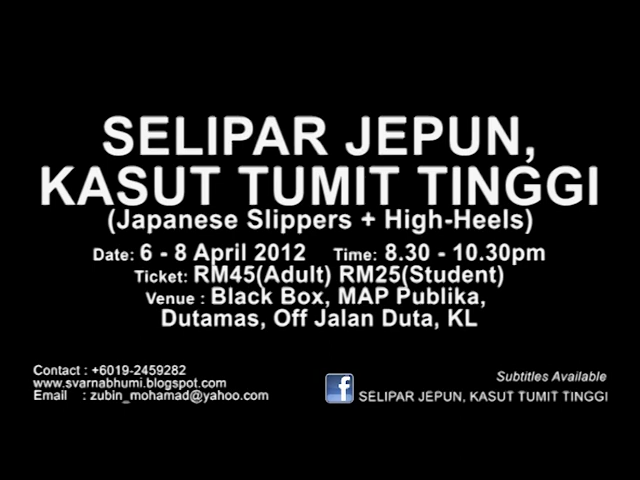 SELIPAR JEPUN,
KASUT TUMIT TINGGI
(Japanese Slippers + High-Heels)
Date: 6 - 8 April 2012 Time: 8.30 - 10.30pm
Ticket: RM45(Adult) RM25(Student)
Venue : Black Box, MAP Publika,
Dutamas, Off Jalan Duta, KL
Contact : +6019-2459282
www.svarnabhumi.blogspot.com
Email : zubin_mohamad@yahoo.com
Subtitles Available
f SELIPAR JEPUN, KASUT TUMIT TINGGI